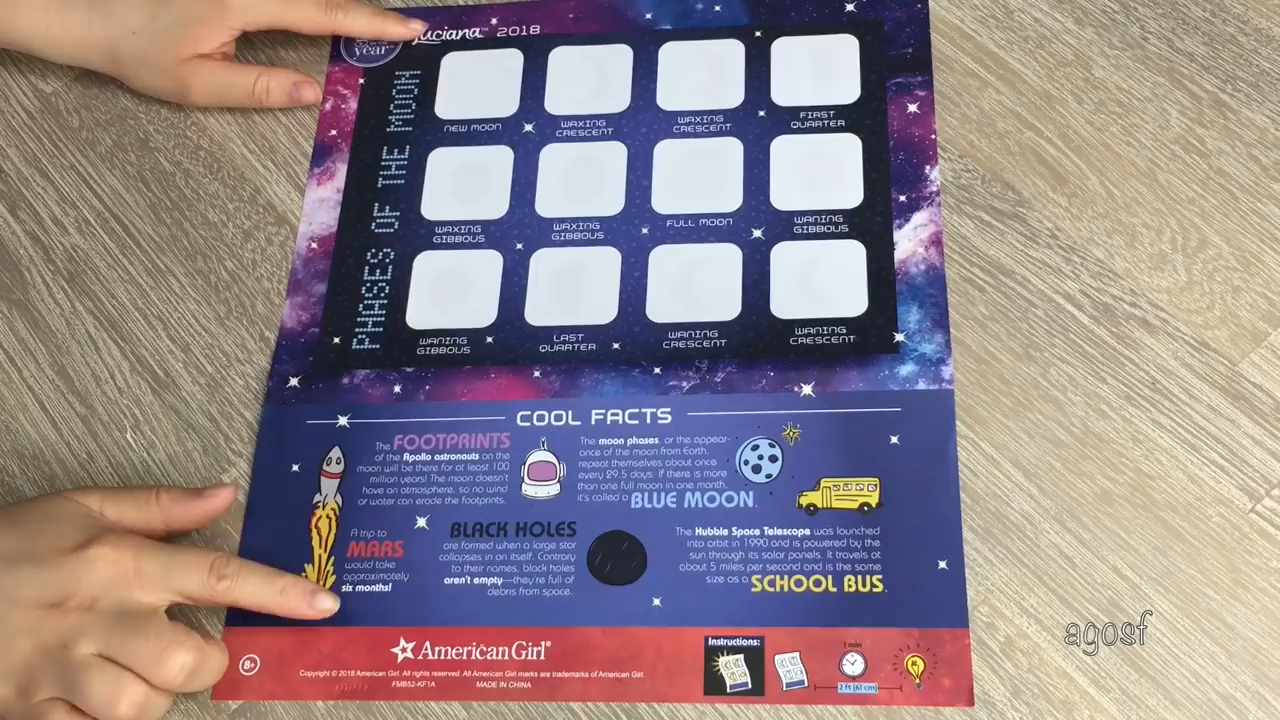 year
Luciana™ 2018
PHASES OF THE MOON
NEW MOON
WAXING
CRESCENT
WAXING
CRESCENT
FIRST
QUARTER
WAXING
GIBBOUS
WAXING
GIBBOUS
FULL MOON
WANING
GIBBOUS
WANING
GIBBOUS
LAST
QUARTER
WANING
CRESCENT
WANING
CRESCENT
COOL FACTS
The FOOTPRINTS
of the Apollo astronauts on the
moon will be there for at least 100
million years! The moon doesn't
have an atmosphere, so no wind
or water can erode the footprints.
The moon phases, or the appear-
ance of the moon from Earth,
repeat themselves about once
every 29.5 days. If there is more
than one full moon in one month,
it's called a BLUE MOON.
A trip to
MARS
would take
approximately
six months!
BLACK HOLES
are formed when a large star
collapses in on itself. Contrary
to their names, black holes
aren't empty—they're full of
debris from space.
The Hubble Space Telescope was launched
into orbit in 1990 and is powered by the
sun through its solar panels. It travels at
about 5 miles per second and is the same
size as a SCHOOL BUS.
8+
American Girl®
Copyright © 2018 American Girl. All rights reserved. All American Girl marks are trademarks of American Girl.
FMB52-KF1A MADE IN CHINA
Instructions:
1 min
2 ft (61 cm)
agosf